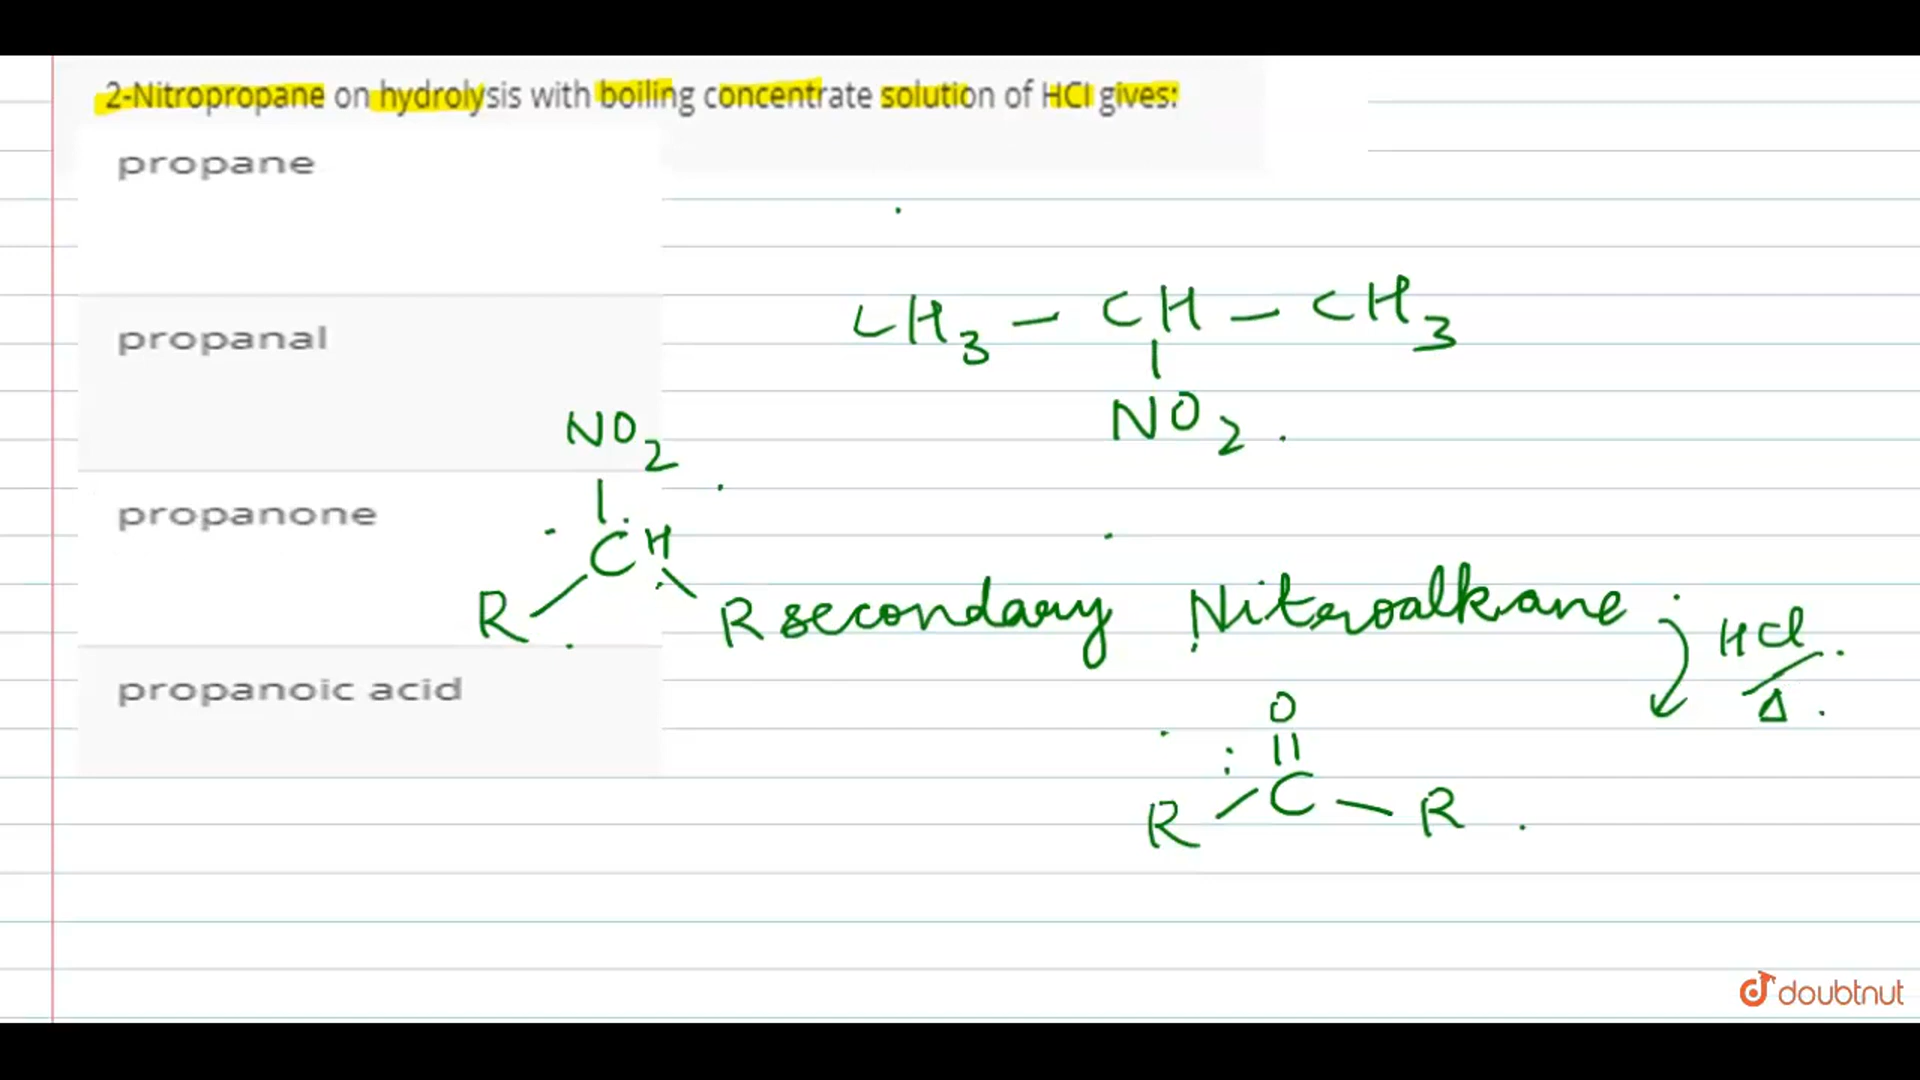 2-Nitropropane on hydrolysis with boiling concentrate solution of HCl gives:
propane
propanal
propanone
propanoic acid
CH3 - CH - CH3
NO2
NO2
CH
R R
secondary Nitroalkane
HCl
Δ
O
R C R
doubtnut